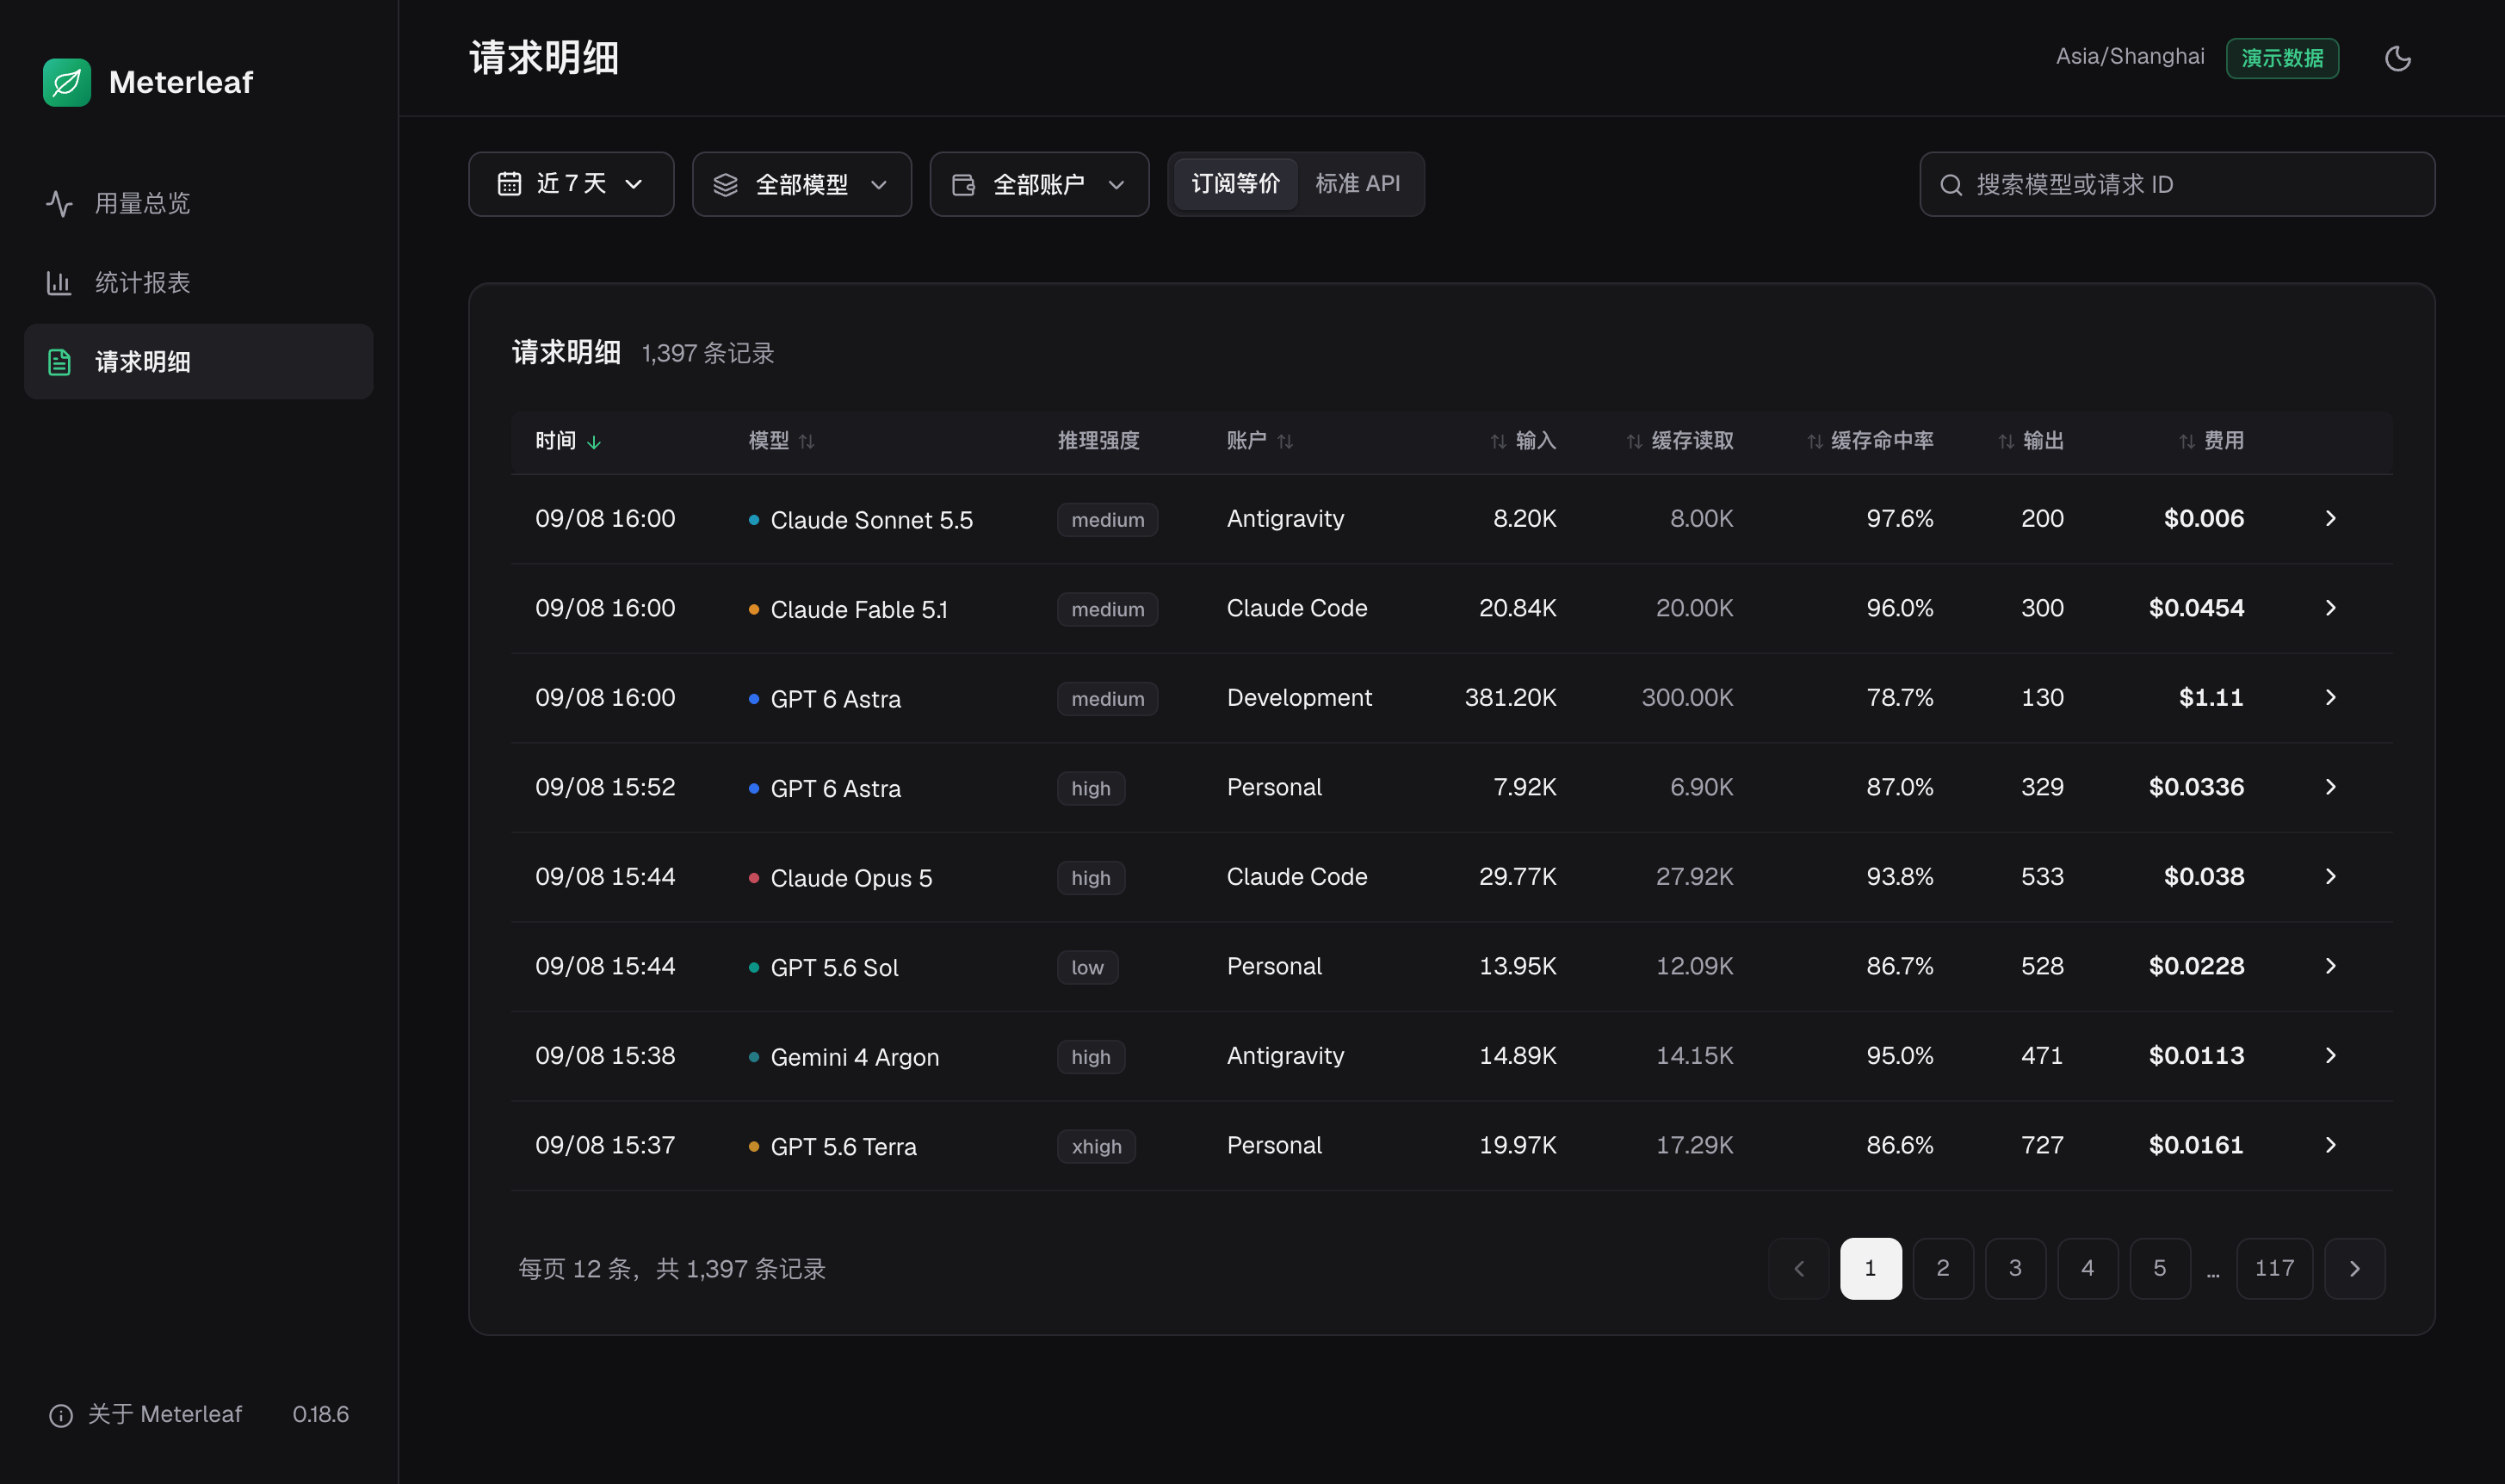 Meterleaf
用量总览
统计报表
请求明细
关于 Meterleaf 0.18.6
请求明细
Asia/Shanghai 演示数据
近 7 天 全部模型 全部账户 订阅等价 标准 API 搜索模型或请求 ID
请求明细 1,397 条记录
时间 模型 推理强度 账户 输入 缓存读取 缓存命中率 输出 费用
09/08 16:00 Claude Sonnet 5.5 medium Antigravity 8.20K 8.00K 97.6% 200 $0.006
09/08 16:00 Claude Fable 5.1 medium Claude Code 20.84K 20.00K 96.0% 300 $0.0454
09/08 16:00 GPT 6 Astra medium Development 381.20K 300.00K 78.7% 130 $1.11
09/08 15:52 GPT 6 Astra high Personal 7.92K 6.90K 87.0% 329 $0.0336
09/08 15:44 Claude Opus 5 high Claude Code 29.77K 27.92K 93.8% 533 $0.038
09/08 15:44 GPT 5.6 Sol low Personal 13.95K 12.09K 86.7% 528 $0.0228
09/08 15:38 Gemini 4 Argon high Antigravity 14.89K 14.15K 95.0% 471 $0.0113
09/08 15:37 GPT 5.6 Terra xhigh Personal 19.97K 17.29K 86.6% 727 $0.0161
每页 12 条，共 1,397 条记录 1 2 3 4 5 ... 117